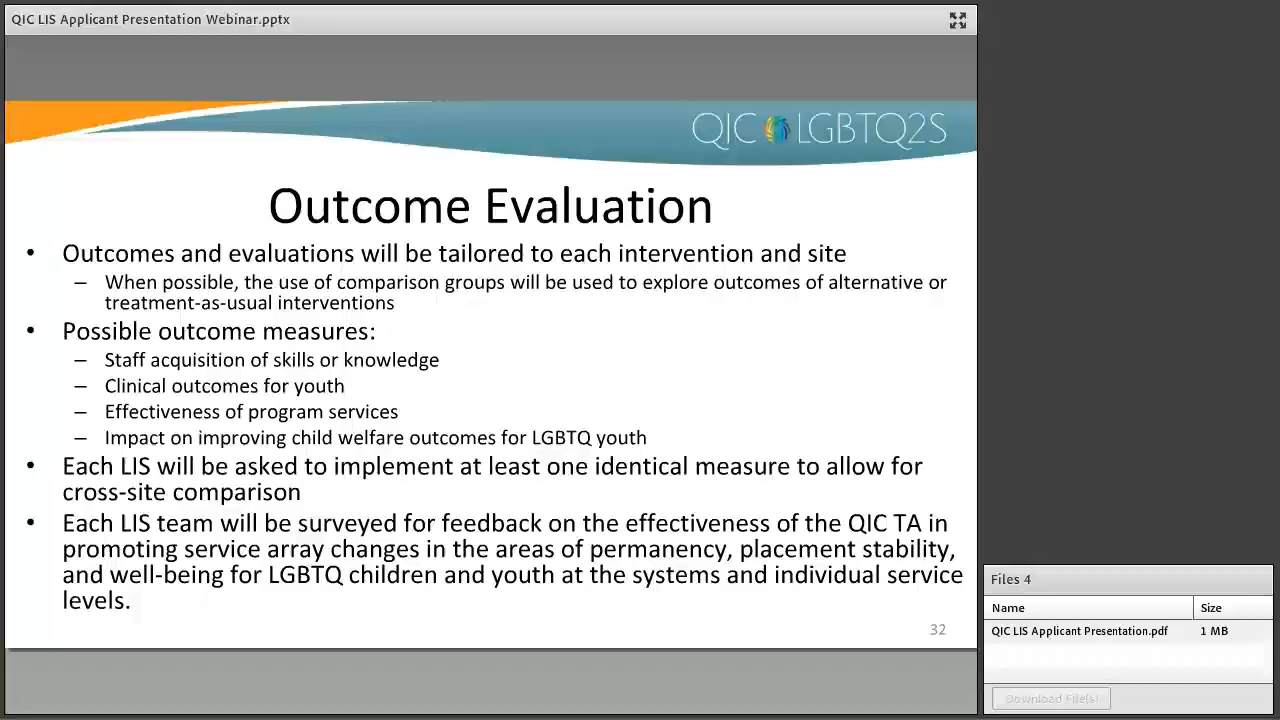 QIC LIS Applicant Presentation Webinar.pptx
QIC LGBTQ2S
Outcome Evaluation
• Outcomes and evaluations will be tailored to each intervention and site
– When possible, the use of comparison groups will be used to explore outcomes of alternative or
treatment-as-usual interventions
• Possible outcome measures:
– Staff acquisition of skills or knowledge
– Clinical outcomes for youth
– Effectiveness of program services
– Impact on improving child welfare outcomes for LGBTQ youth
• Each LIS will be asked to implement at least one identical measure to allow for
cross-site comparison
• Each LIS team will be surveyed for feedback on the effectiveness of the QIC TA in
promoting service array changes in the areas of permanency, placement stability,
and well-being for LGBTQ children and youth at the systems and individual service
levels.
32
Files 4
Name Size
QIC LIS Applicant Presentation.pdf 1 MB
Download File(s)